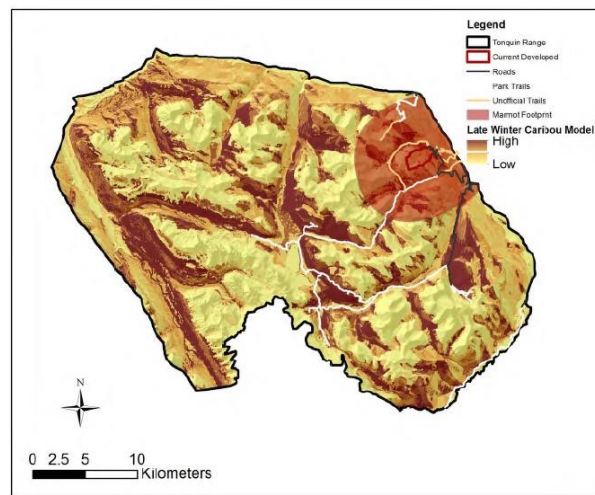 Legend
Tonquin Range
Current Developed
Roads
Park Trails
Unofficial Trails
Marmot Footprint
Late Winter Caribou Model
High
Low
N
0 2.5 5 10
Kilometers